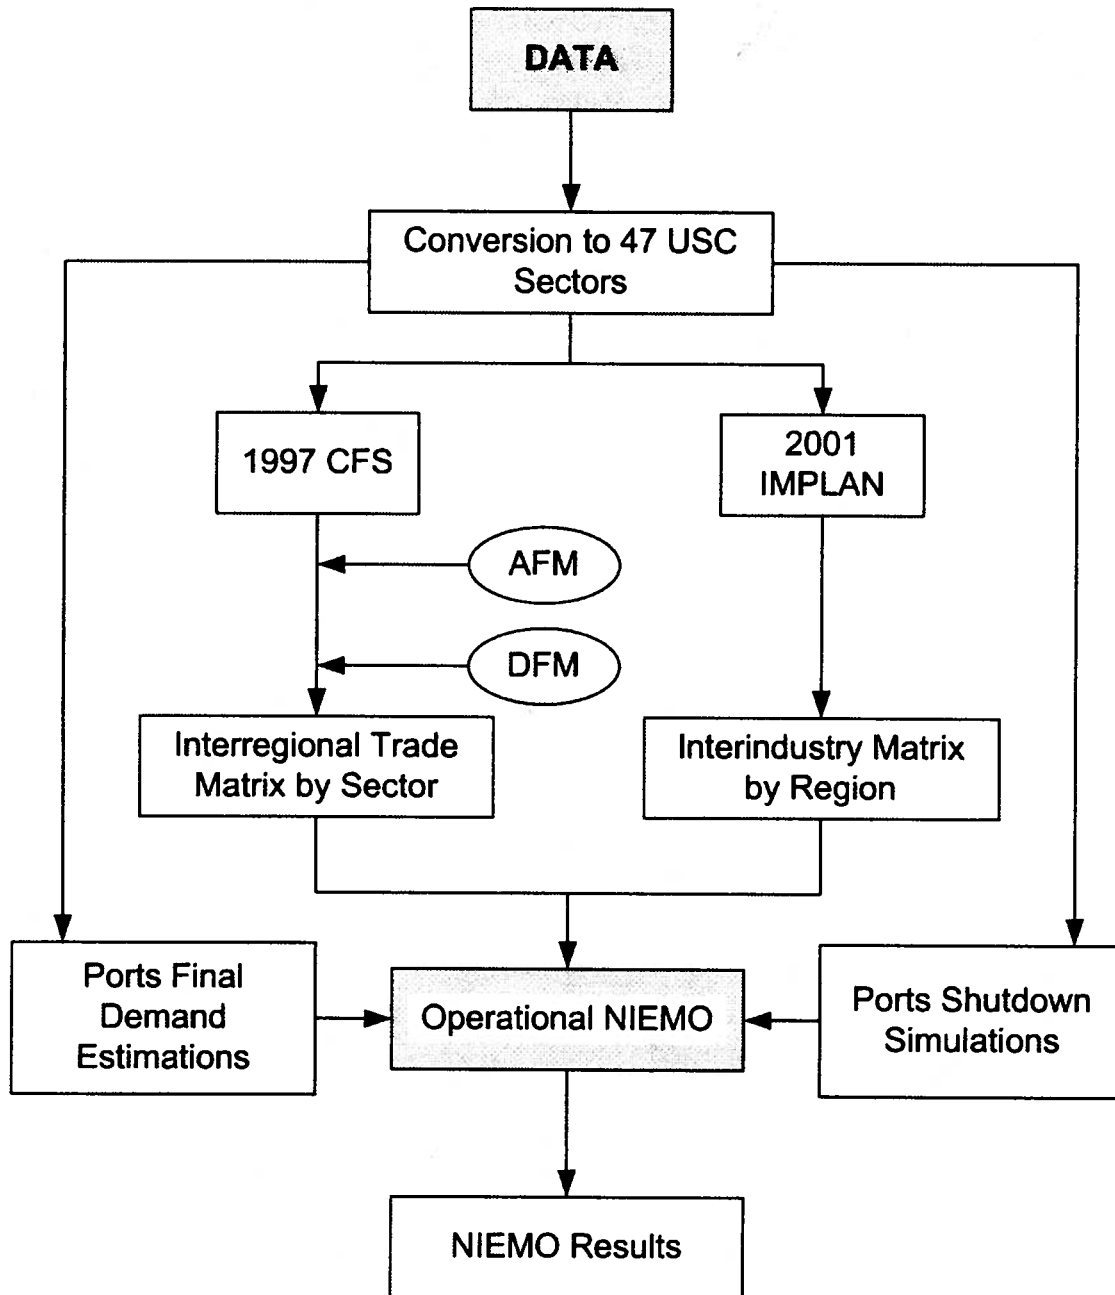 DATA
Conversion to 47 USC
Sectors
1997 CFS
2001
IMPLAN
AFM
DFM
Interregional Trade
Matrix by Sector
Interindustry Matrix
by Region
Ports Final
Demand
Estimations
Operational NIEMO
Ports Shutdown
Simulations
NIEMO Results